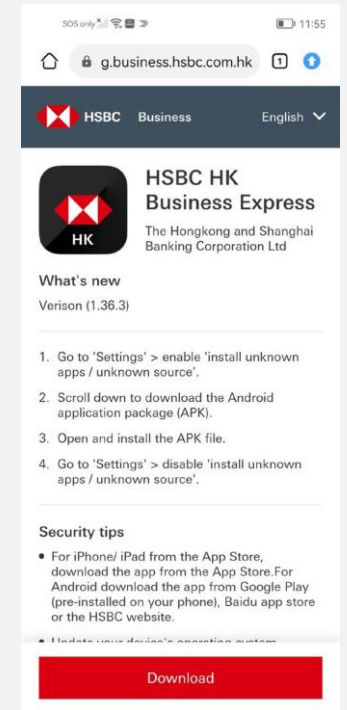 SOS only
11:55
g.business.hsbc.com.hk
1
HSBC Business English
HSBC HK
Business Express
The Hongkong and Shanghai
Banking Corporation Ltd
HK
What's new
Verison (1.36.3)
1. Go to 'Settings' > enable 'install unknown
apps / unknown source'.
2. Scroll down to download the Android
application package (APK).
3. Open and install the APK file.
4. Go to 'Settings' > disable 'install unknown
apps / unknown source'.
Security tips
• For iPhone/ iPad from the App Store,
download the app from the App Store.For
Android download the app from Google Play
(pre-installed on your phone), Baidu app store
or the HSBC website.
• Update your device's operating system
Download